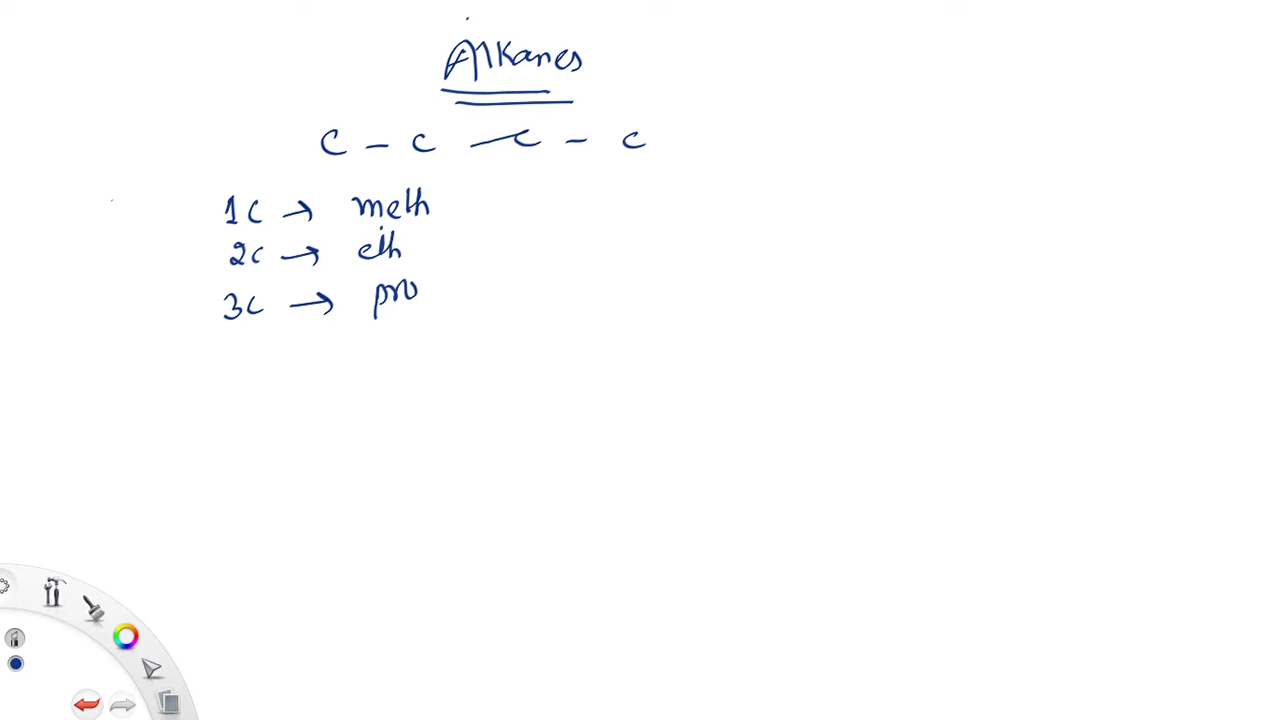 Alkanes
C - C - C - C
1C → meth
2C → eth
3C → pro